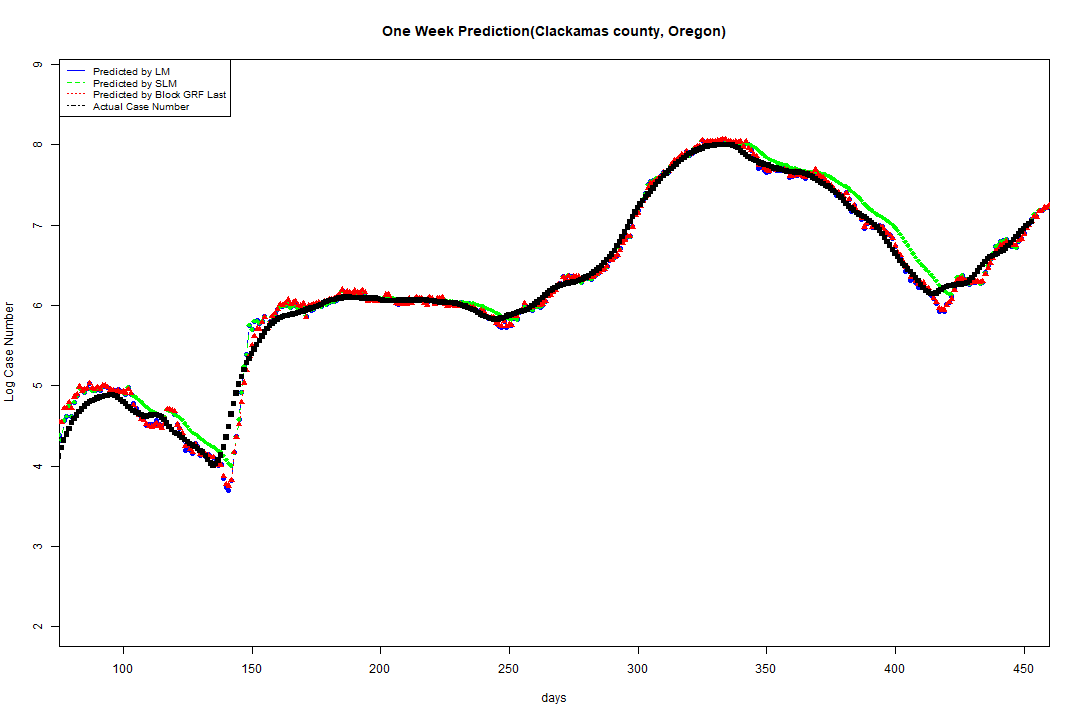 One Week Prediction(Clackamas county, Oregon)
Predicted by LM
Predicted by SLM
Predicted by Block GRF Last
Actual Case Number
9
8
7
6
5
4
3
2
Log Case Number
100 150 200 250 300 350 400 450
days